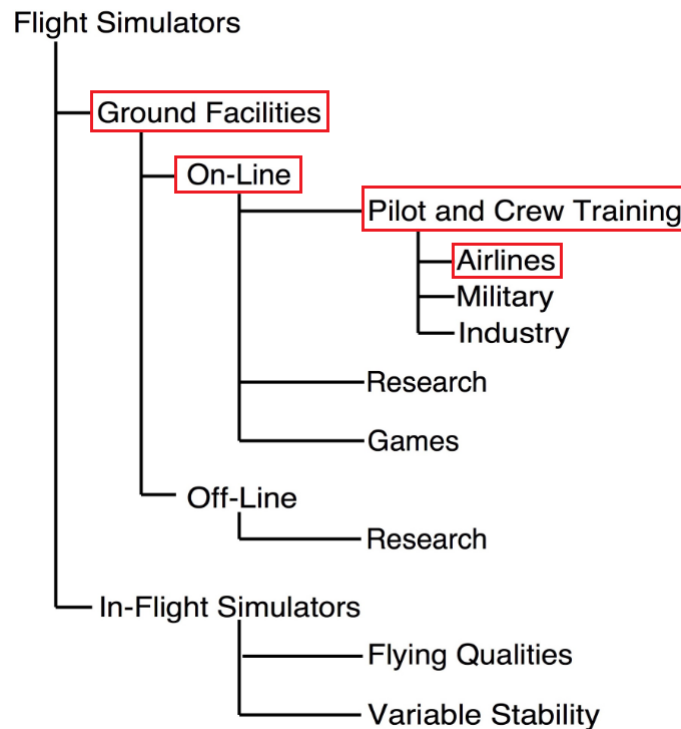 Flight Simulators
Ground Facilities
On-Line
Pilot and Crew Training
Airlines
Military
Industry
Research
Games
Off-Line
Research
In-Flight Simulators
Flying Qualities
Variable Stability